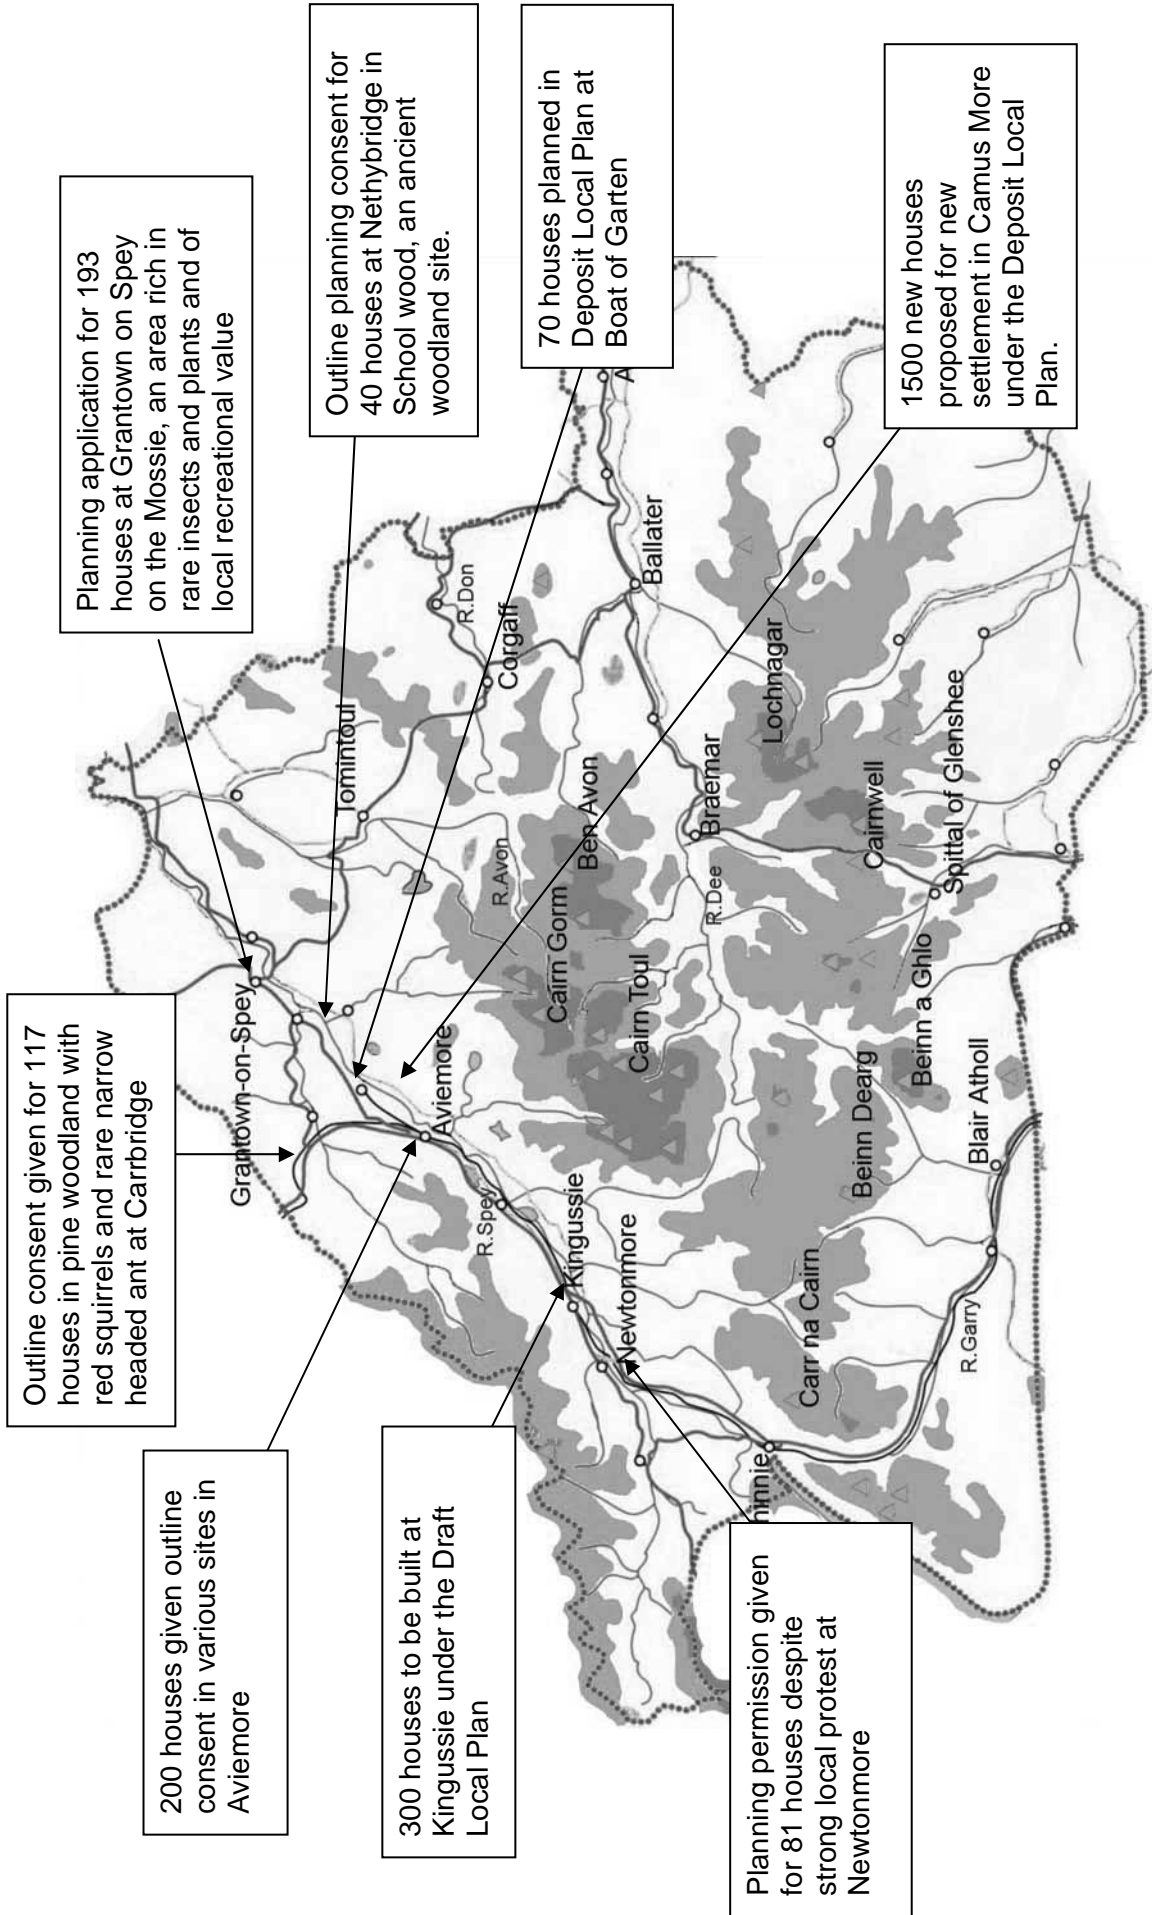 Outline consent given for 117
houses in pine woodland with
red squirrels and rare narrow
headed ant at Carrbridge
Planning application for 193
houses at Grantown on Spey
on the Mossie, an area rich in
rare insects and plants and of
local recreational value
200 houses given outline
consent in various sites in
Aviemore
Outline planning consent for
40 houses at Nethybridge in
School wood, an ancient
woodland site.
300 houses to be built at
Kingussie under the Draft
Local Plan
70 houses planned in
Deposit Local Plan at
Boat of Garten
Planning permission given
for 81 houses despite
strong local protest at
Newtonmore
1500 new houses
proposed for new
settlement in Camus More
under the Deposit Local
Plan.
Grantown-on-Spey
Tomintoul
R.Don
Corgaff
Aviemore
R.Avon
R.Spey
Kingussie
Cairn Gorm
Ben Avon
Newtonmore
Cairn Toul
Ballater
A
Braemar
R.Dee
Lochnagar
hinnie
Carr na Cairn
Beinn Dearg
Cairnwell
Beinn a Ghlo
Spittal of Glenshee
R.Garry
Blair Atholl